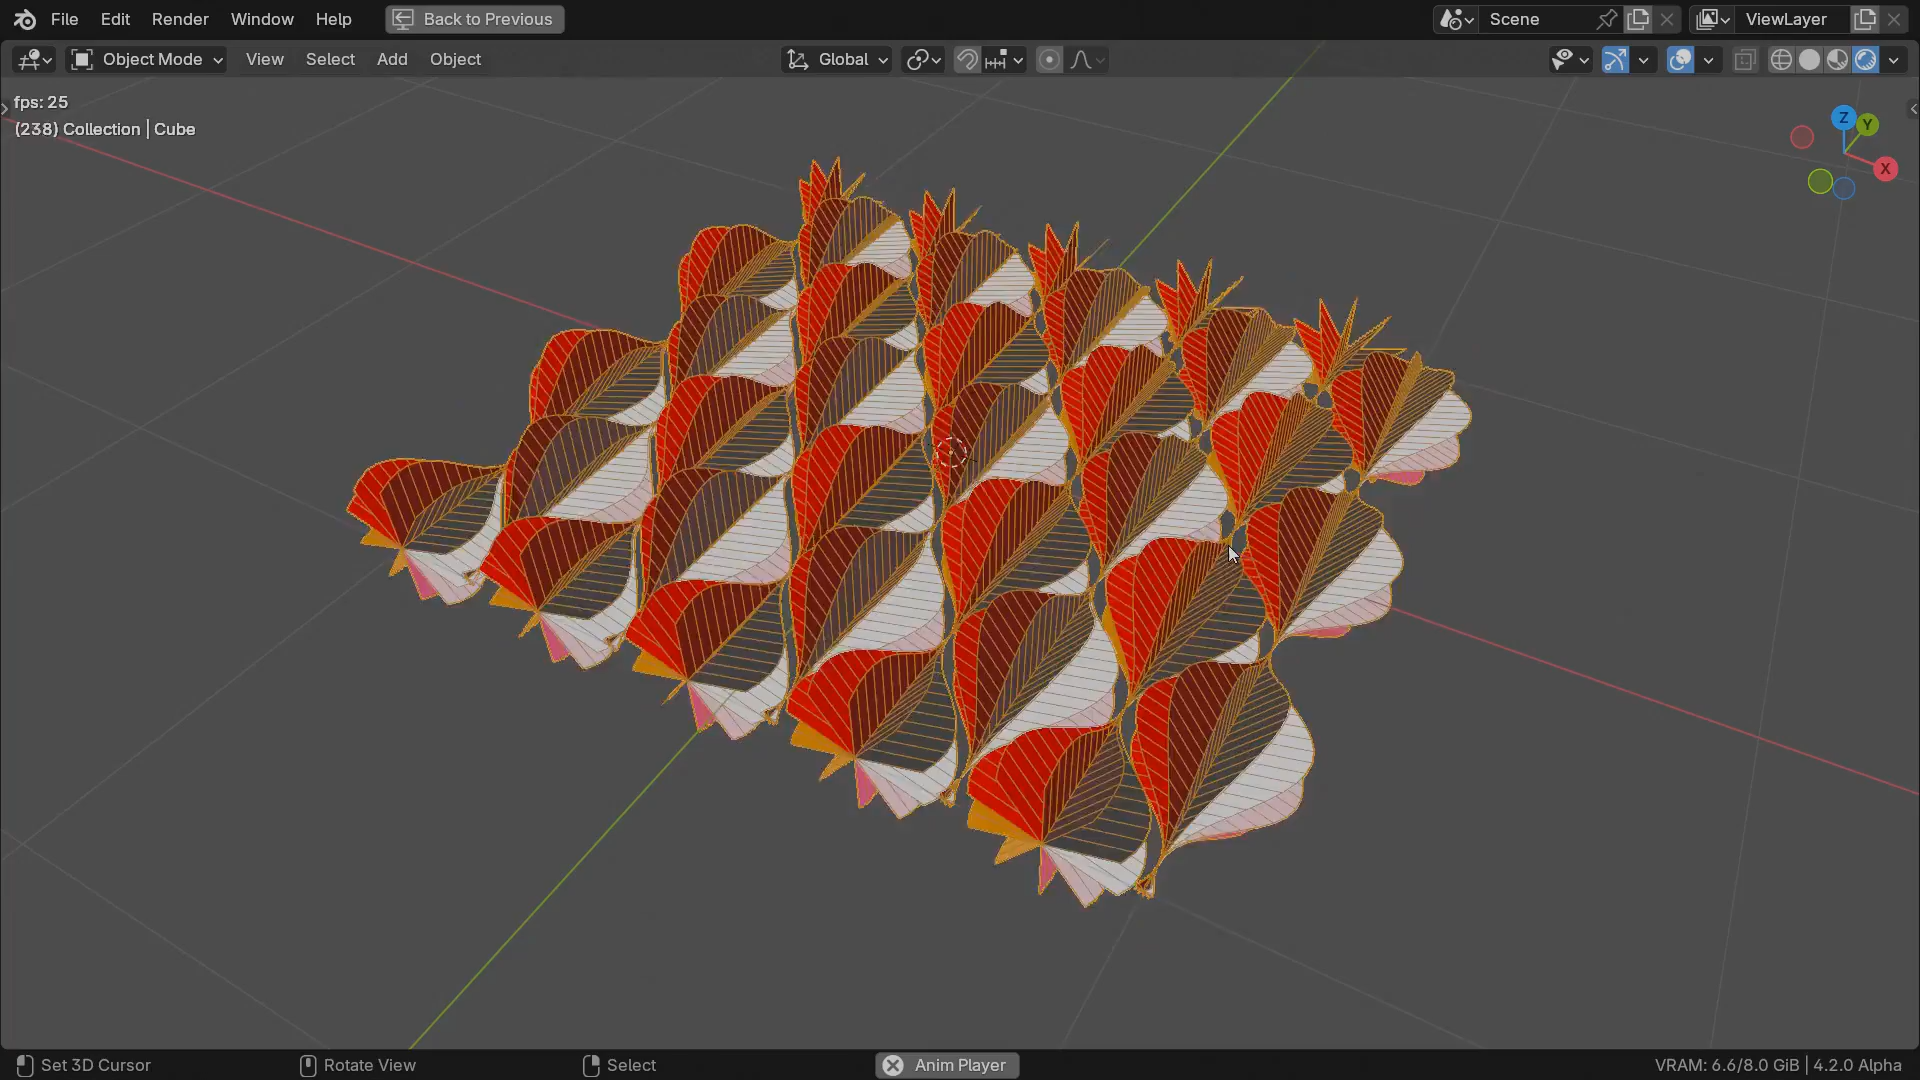 File Edit Render Window Help Back to Previous Scene ViewLayer
Object Mode View Select Add Object Global
fps: 25
(238) Collection | Cube
Z
Y
X
Set 3D Cursor Rotate View Select Anim Player VRAM: 6.6/8.0 GiB | 4.2.0 Alpha